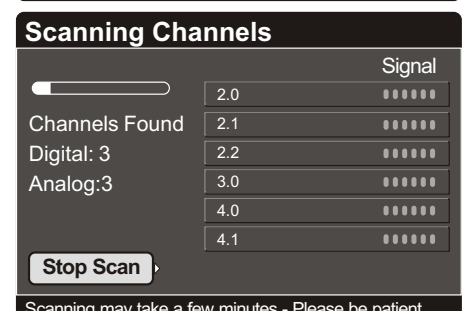 Scanning Channels
Signal
2.0
Channels Found
2.1
Digital: 3
2.2
Analog:3
3.0
4.0
4.1
Stop Scan
Scanning may take a few minutes - Please be patient